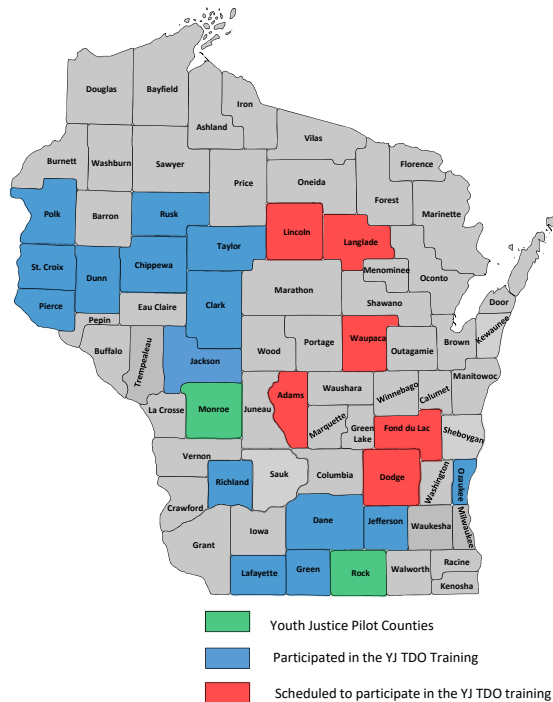 Douglas
Bayfield
Iron
Ashland
Vilas
Burnett
Washburn
Sawyer
Florence
Price
Oneida
Forest
Polk
Barron
Rusk
Marinette
Lincoln
Langlade
Taylor
St. Croix
Dunn
Chippewa
Menominee
Oconto
Marathon
Pierce
Eau Claire
Clark
Shawano
Door
Pepin
Buffalo
Trempealeau
Jackson
Wood
Portage
Waupaca
Outagamie
Brown
Kewaunee
La Crosse
Monroe
Juneau
Adams
Waushara
Winnebago
Calumet
Manitowoc
Marquette
Green
Lake
Fond du Lac
Sheboygan
Vernon
Richland
Sauk
Columbia
Dodge
Washington
Ozaukee
Crawford
Dane
Jefferson
Waukesha
Milwaukee
Grant
Iowa
Lafayette
Green
Rock
Walworth
Racine
Kenosha
Youth Justice Pilot Counties
Participated in the YJ TDO Training
Scheduled to participate in the YJ TDO training